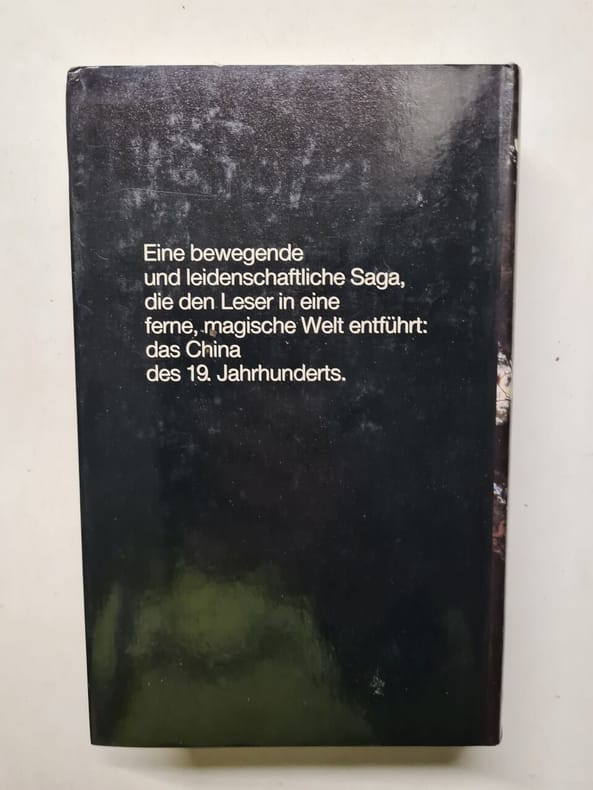 Eine bewegende
und leidenschaftliche Saga,
die den Leser in eine
ferne, magische Welt entführt:
das China
des 19. Jahrhunderts.